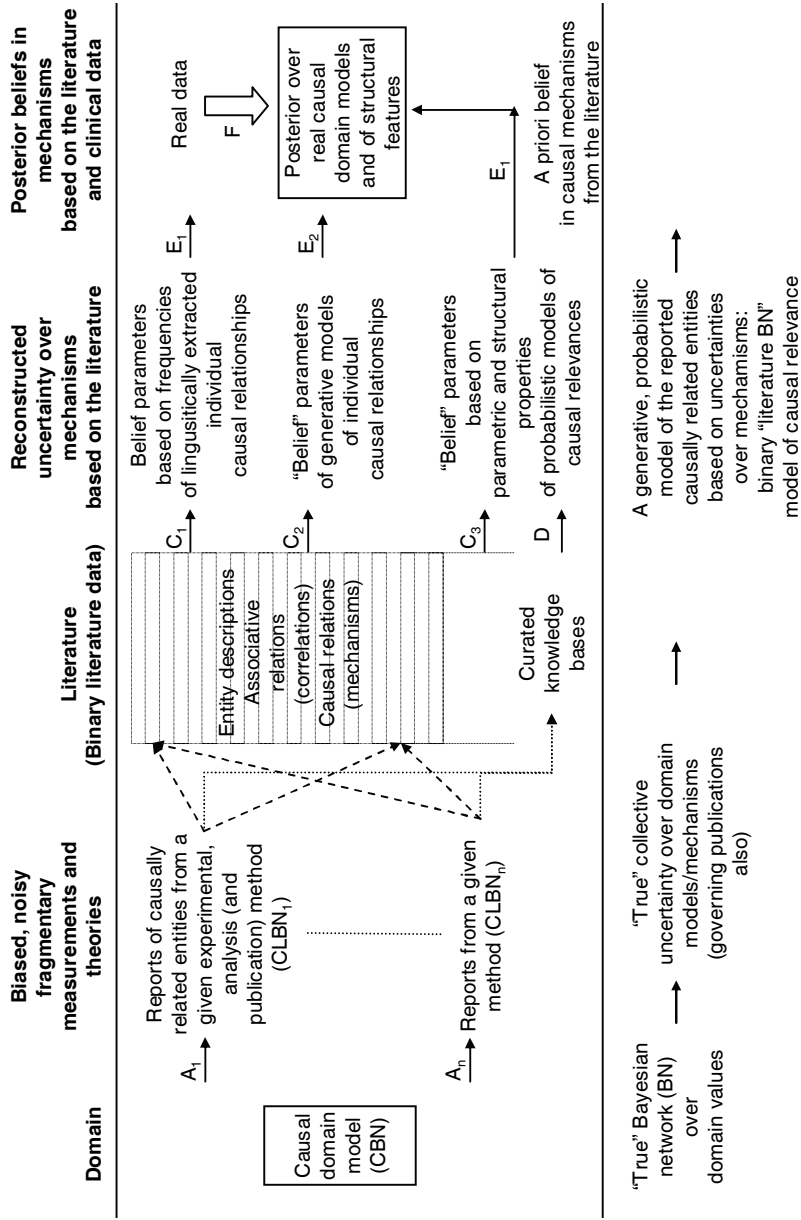 Domain
Biased, noisy
fragmentary
measurements and
theories
Literature
(Binary literature data)
Reconstructed
uncertainty over
mechanisms
based on the literature
Posterior beliefs in
mechanisms
based on the literature
and clinical data
Causal
domain
model
(CBN)
A1
An
Reports of causally
related entities from a
given experimental,
analysis (and
publication) method
(CLBN1)
Reports from a given
method (CLBNn)
Entity descriptions
Associative
relations
(correlations)
Causal relations
(mechanisms)
Curated
knowledge
bases
C1
C2
C3
D
Belief parameters
based on frequencies
of lingusitically extracted
individual
causal relationships
"Belief" parameters
of generative models
of individual
causal relationships
"Belief" parameters
based on
parametric and structural
properties
of probabilistic models of
causal relevances
E1
E2
E1
Real data
F
Posterior over
real causal
domain models
and of structural
features
A priori belief
in causal mechanisms
from the literature
"True" Bayesian
network (BN)
over
domain values
"True" collective
uncertainty over domain
models/mechanisms
(governing publications
also)
A generative, probabilistic
model of the reported
causally related entities
based on uncertainties
over mechamisms:
binary "literature BN"
model of causal relevance